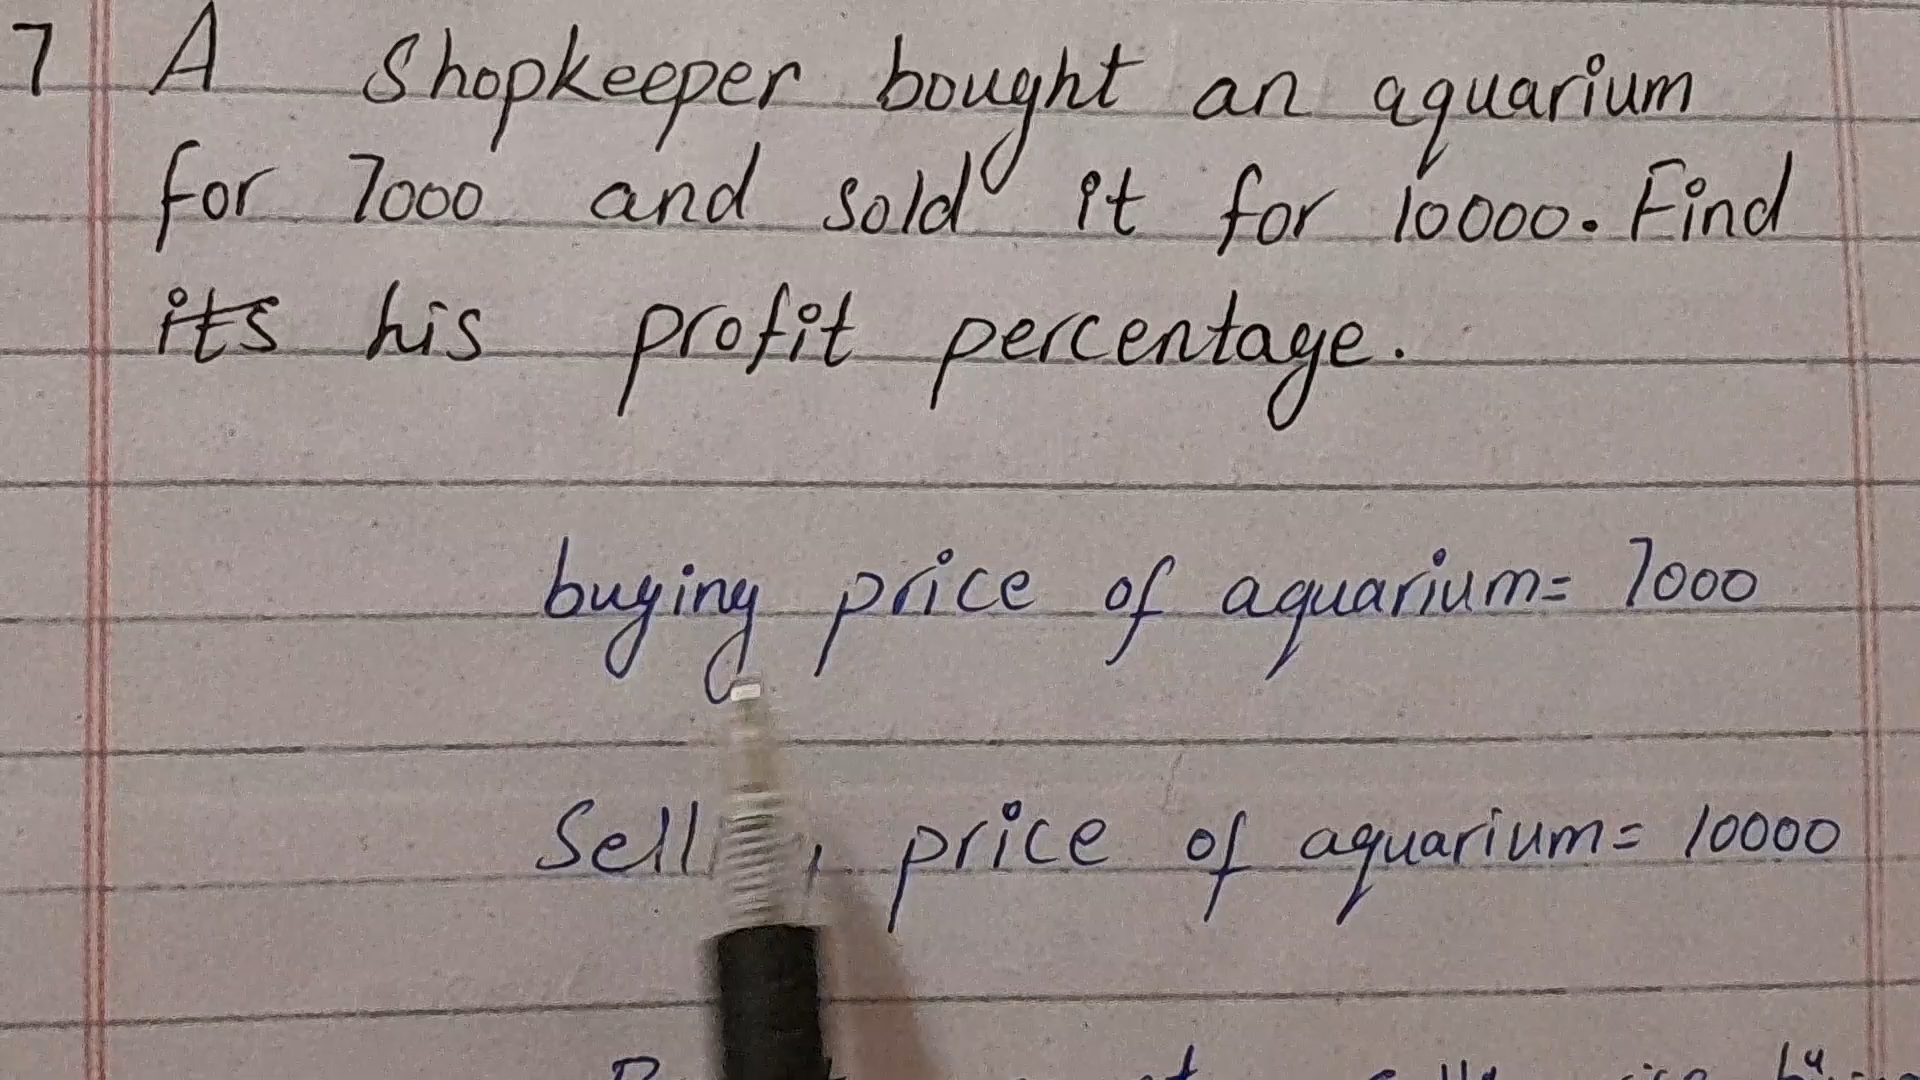 7 A Shopkeeper bought an aquarium
for 7000 and sold it for 10000. Find
its his profit percentage.
buying price of aquarium= 7000
price of aquarium= 10000